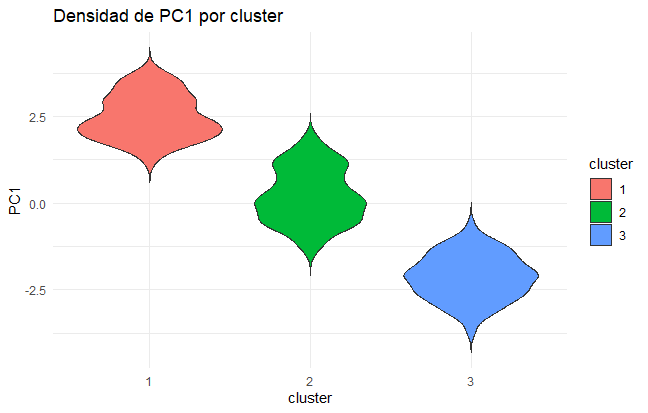 Densidad de PC1 por cluster
PC1
2.5
0.0
-2.5
1
2
3
cluster
cluster
1
2
3